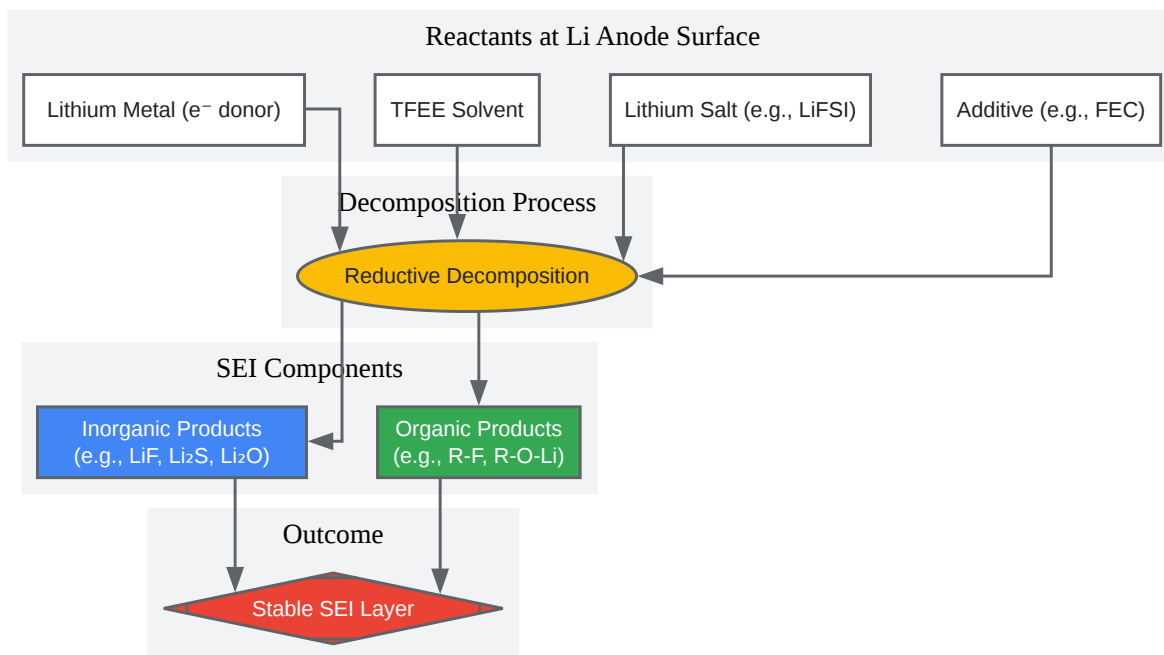 Reactants at Li Anode Surface
Lithium Metal (e⁻ donor)
TFEE Solvent
Lithium Salt (e.g., LiFSI)
Additive (e.g., FEC)
Decomposition Process
Reductive Decomposition
SEI Components
Inorganic Products
(e.g., LiF, Li₂S, Li₂O)
Organic Products
(e.g., R-F, R-O-Li)
Outcome
Stable SEI Layer